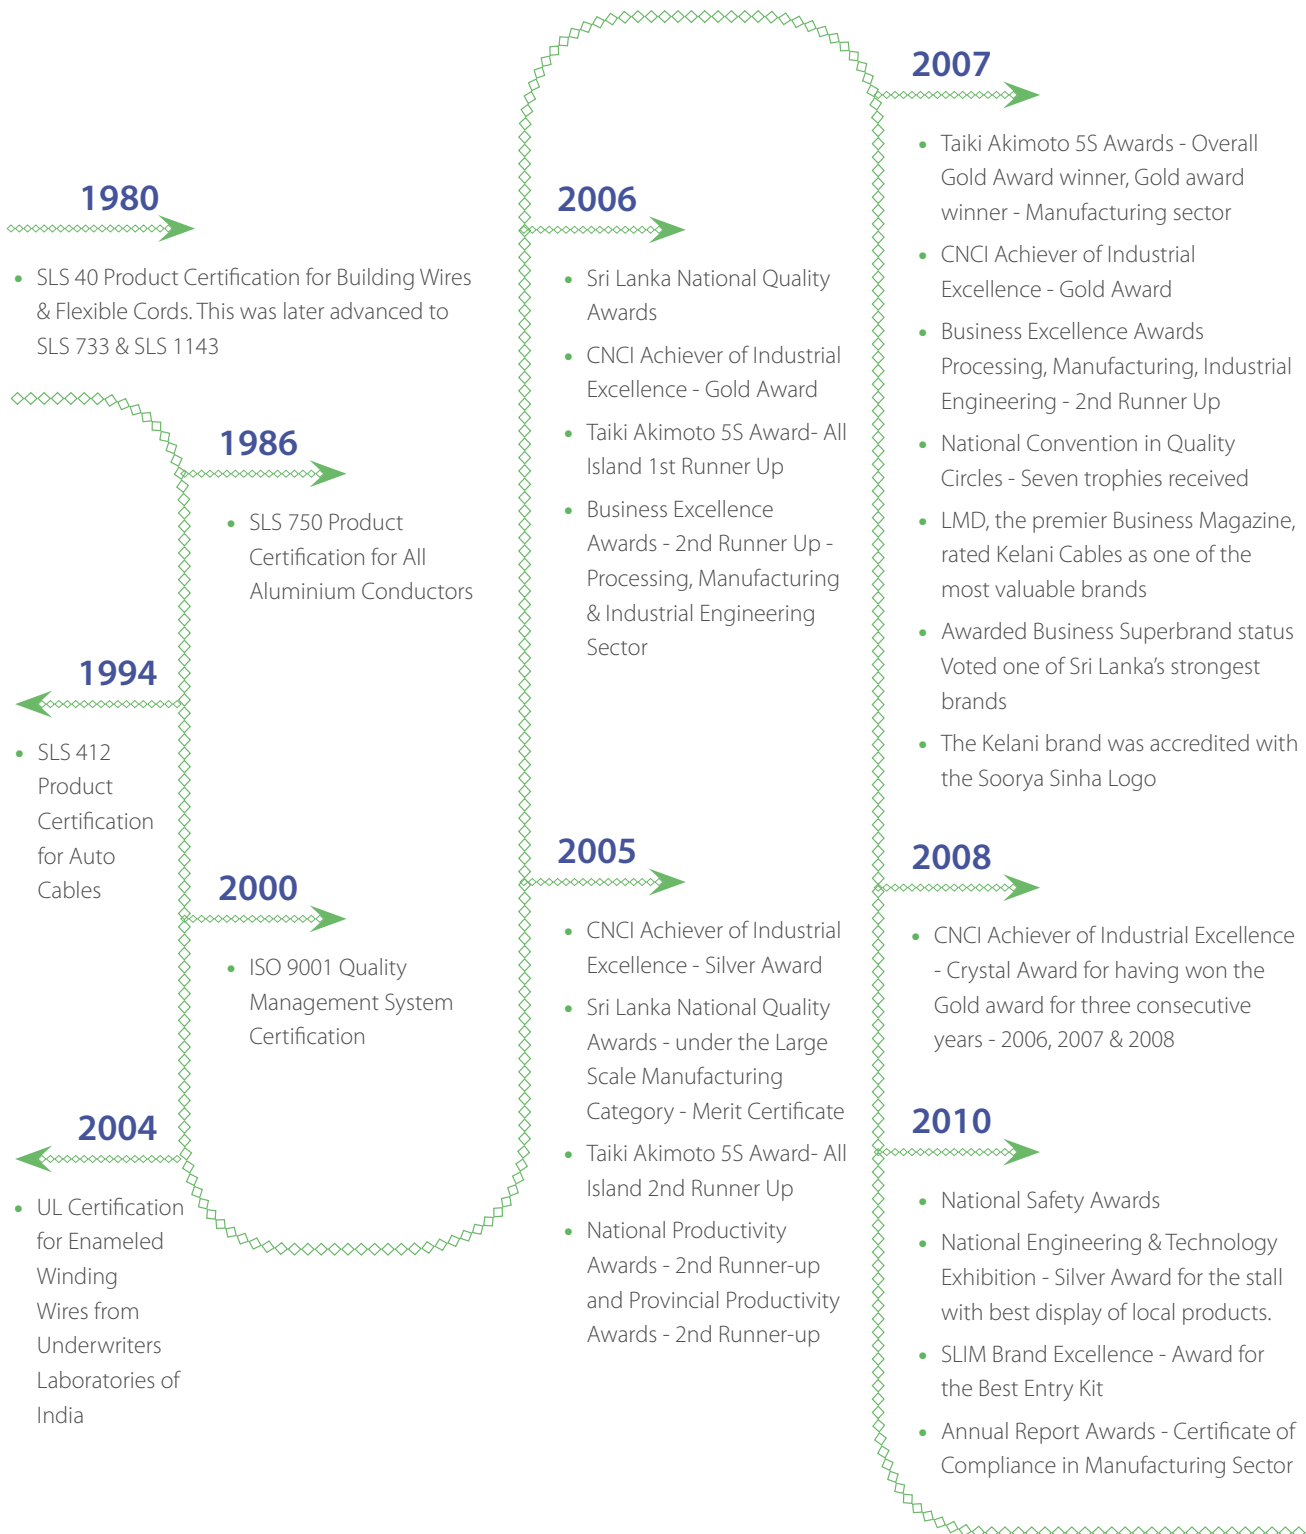 1980
• SLS 40 Product Certification for Building Wires
& Flexible Cords. This was later advanced to
SLS 733 & SLS 1143
1986
• SLS 750 Product
Certification for All
Aluminium Conductors
1994
• SLS 412
Product
Certification
for Auto
Cables
2000
• ISO 9001 Quality
Management System
Certification
2004
• UL Certification
for Enameled
Winding
Wires from
Underwriters
Laboratories of
India
2005
• CNCI Achiever of Industrial
Excellence - Silver Award
• Sri Lanka National Quality
Awards - under the Large
Scale Manufacturing
Category - Merit Certificate
• Taiki Akimoto 5S Award- All
Island 2nd Runner Up
• National Productivity
Awards - 2nd Runner-up
and Provincial Productivity
Awards - 2nd Runner-up
2006
• Sri Lanka National Quality
Awards
• CNCI Achiever of Industrial
Excellence - Gold Award
• Taiki Akimoto 5S Award- All
Island 1st Runner Up
• Business Excellence
Awards - 2nd Runner Up -
Processing, Manufacturing
& Industrial Engineering
Sector
2007
• Taiki Akimoto 5S Awards - Overall
Gold Award winner, Gold award
winner - Manufacturing sector
• CNCI Achiever of Industrial
Excellence - Gold Award
• Business Excellence Awards
Processing, Manufacturing, Industrial
Engineering - 2nd Runner Up
• National Convention in Quality
Circles - Seven trophies received
• LMD, the premier Business Magazine,
rated Kelani Cables as one of the
most valuable brands
• Awarded Business Superbrand status
Voted one of Sri Lanka's strongest
brands
• The Kelani brand was accredited with
the Soorya Sinha Logo
2008
• CNCI Achiever of Industrial Excellence
- Crystal Award for having won the
Gold award for three consecutive
years - 2006, 2007 & 2008
2010
• National Safety Awards
• National Engineering & Technology
Exhibition - Silver Award for the stall
with best display of local products.
• SLIM Brand Excellence - Award for
the Best Entry Kit
• Annual Report Awards - Certificate of
Compliance in Manufacturing Sector